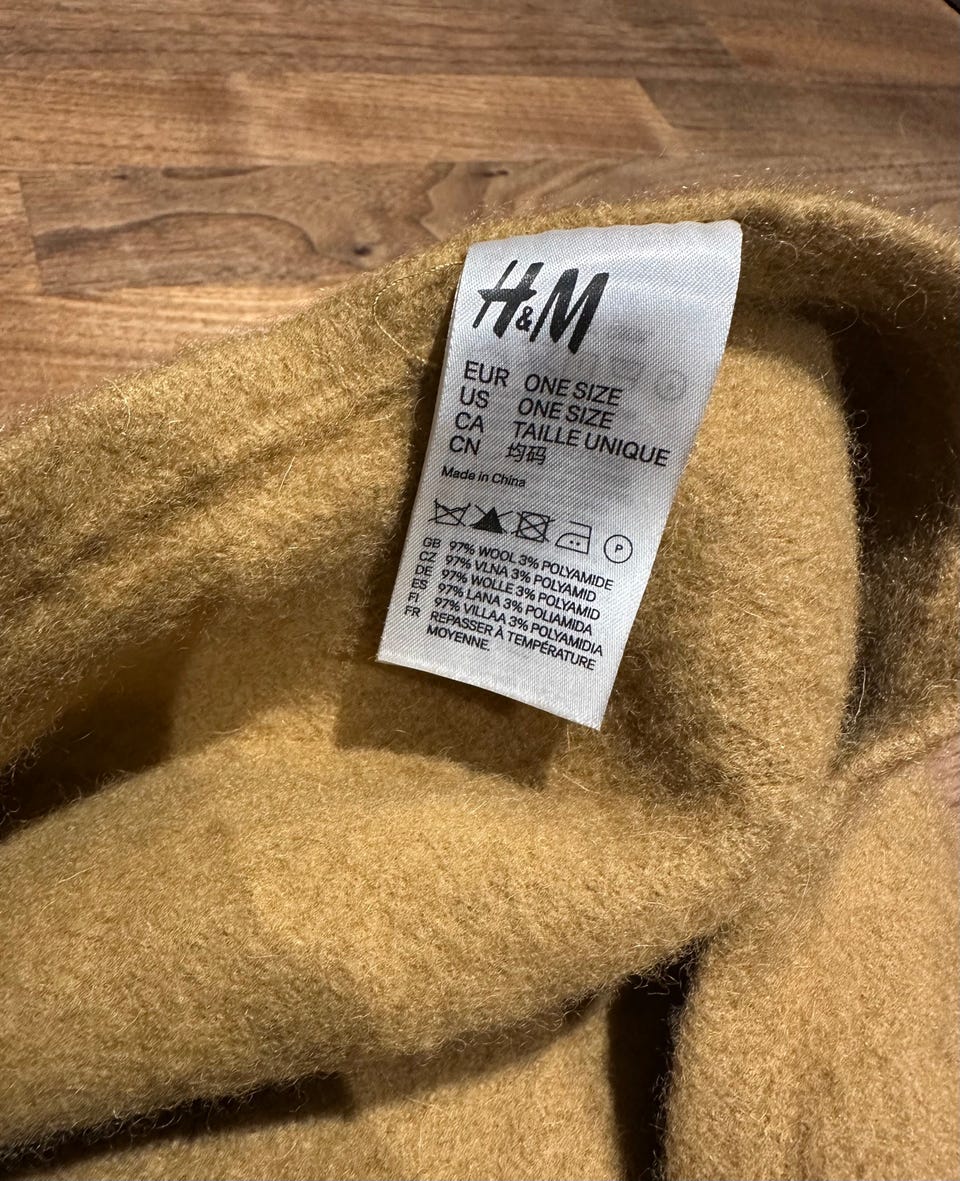 H&M
EUR ONE SIZE
US ONE SIZE
CA TAILLE UNIQUE
CN 均码
Made in China
P
GB 97% WOOL 3% POLYAMIDE
CZ 97% VLNA 3% POLYAMID
DE 97% WOLLE 3% POLYAMID
ES 97% LANA 3% POLIAMIDA
FI 97% VILLAA 3% POLYAMIDIA
FR REPASSER À TEMPÉRATURE
MOYENNE.